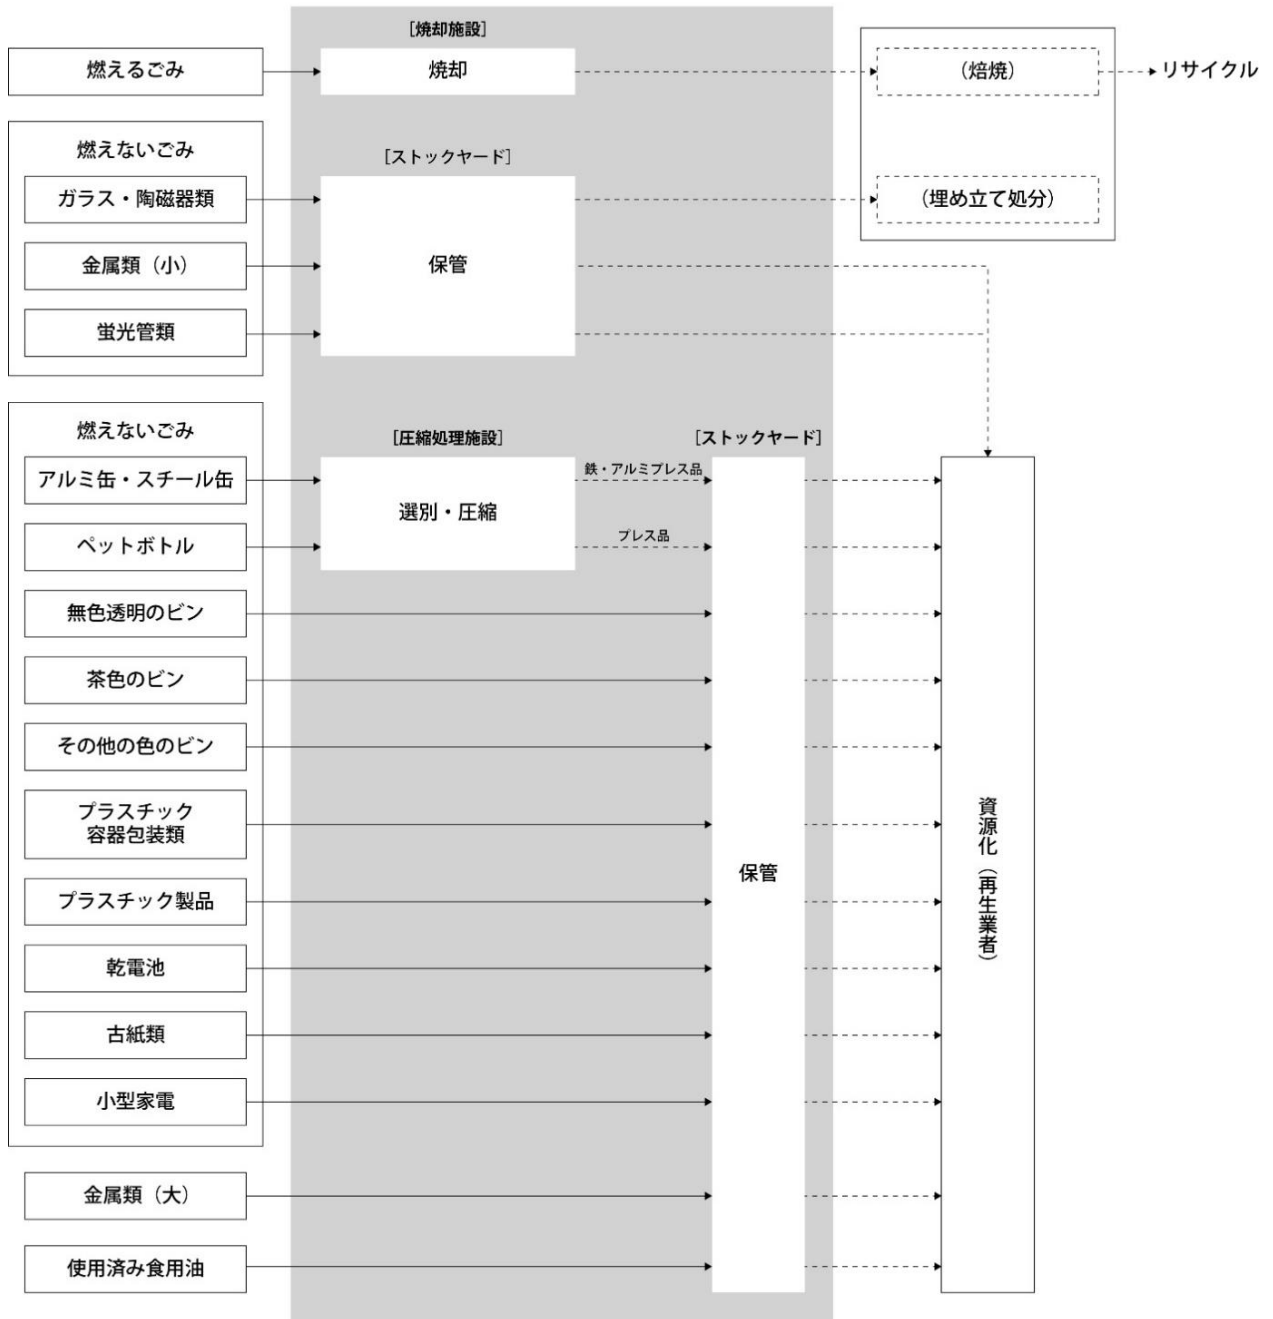 [焼却施設]
燃えるごみ
焼却
（焙焼）
リサイクル
燃えないごみ
[ストックヤード]
ガラス・陶磁器類
金属類（小）
蛍光管類
保管
（埋め立て処分）
燃えないごみ
[圧縮処理施設]
[ストックヤード]
アルミ缶・スチール缶
選別・圧縮
鉄・アルミプレス品
ペットボトル
プレス品
無色透明のビン
茶色のビン
その他の色のビン
プラスチック
容器包装類
プラスチック製品
乾電池
古紙類
小型家電
金属類（大）
使用済み食用油
保管
資源化（再生業者）